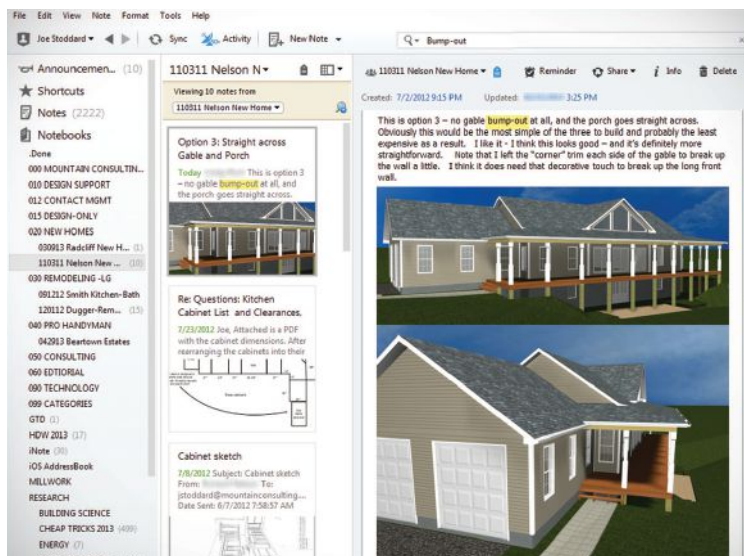 File Edit View Note Format Tools Help
Joe Stoddard Sync Activity New Note
Bump-out
Announcemen... (10)
Shortcuts
Notes (2222)
Notebooks
.Done
000 MOUNTAIN CONSULTIN...
010 DESIGN SUPPORT
012 CONTACT MGMT
015 DESIGN-ONLY
020 NEW HOMES
030913 Radcliff New H... (1)
110311 Nelson New ... (10)
030 REMODELING -LG
091212 Smith Kitchen-Bath
120112 Dugger-Rem... (15)
040 PRO HANDYMAN
042913 Beartown Estates
050 CONSULTING
060 EDTIORIAL
090 TECHNOLOGY
099 CATEGORIES
GTD (1)
HDW 2013 (17)
iNote (30)
iOS AddressBook
MILLWORK
RESEARCH
BUILDING SCIENCE
CHEAP TRICKS 2013 (499)
ENERGY (7)
110311 Nelson N
Viewing 10 notes from
110311 Nelson New Home
Option 3: Straight across
Gable and Porch
Today This is option 3
– no gable bump-out at all, and
the porch goes straight across.
Re: Questions: Kitchen
Cabinet List and Clearances.
7/23/2012 Joe, Attached is a PDF
with the cabinet dimensions. After
rearranging the cabinets into their
Cabinet sketch
7/8/2012 Subject: Cabinet sketch
From: To:
jstoddard@mountainconsulting....
Date Sent: 6/7/2012 7:58:57 AM
110311 Nelson New Home Reminder Share Info Delete
Created: 7/2/2012 9:15 PM Updated: 3:25 PM
This is option 3 – no gable bump-out at all, and the porch goes straight across.
Obviously this would be the most simple of the three to build and probably the least
expensive as a result. I like it - I think this looks good – and it's definitely more
straightforward. Note that I left the "corner" trim each side of the gable to break up
the wall a little. I think it does need that decorative touch to break up the long front
wall.